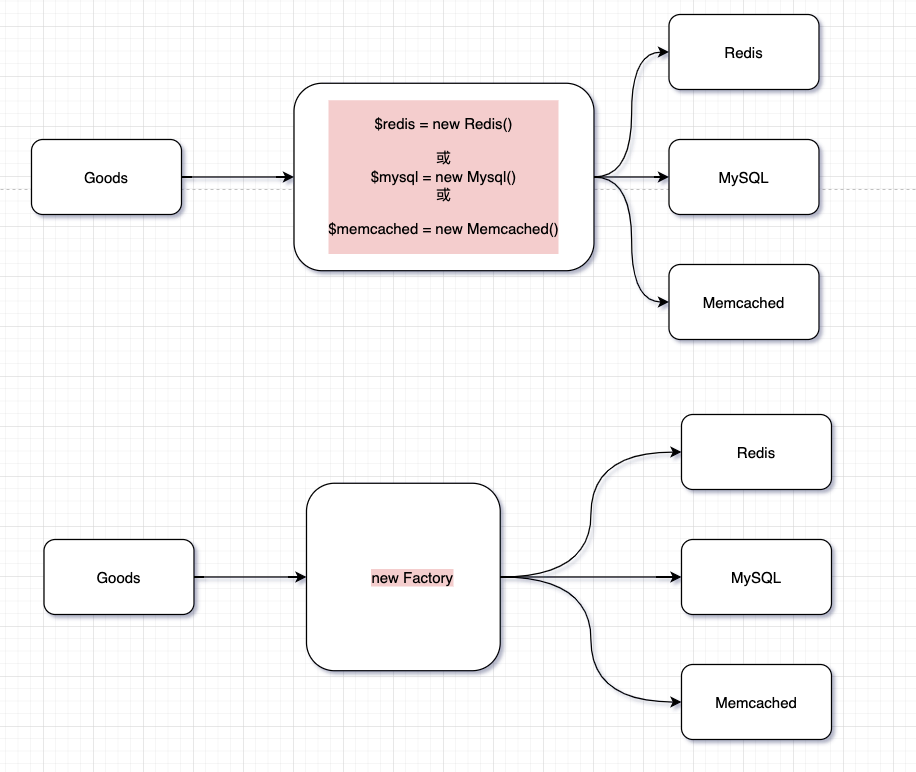 Redis
Goods
$redis = new Redis()
或
$mysql = new Mysql()
或
$memcached = new Memcached()
MySQL
Memcached
Redis
Goods
new Factory
MySQL
Memcached